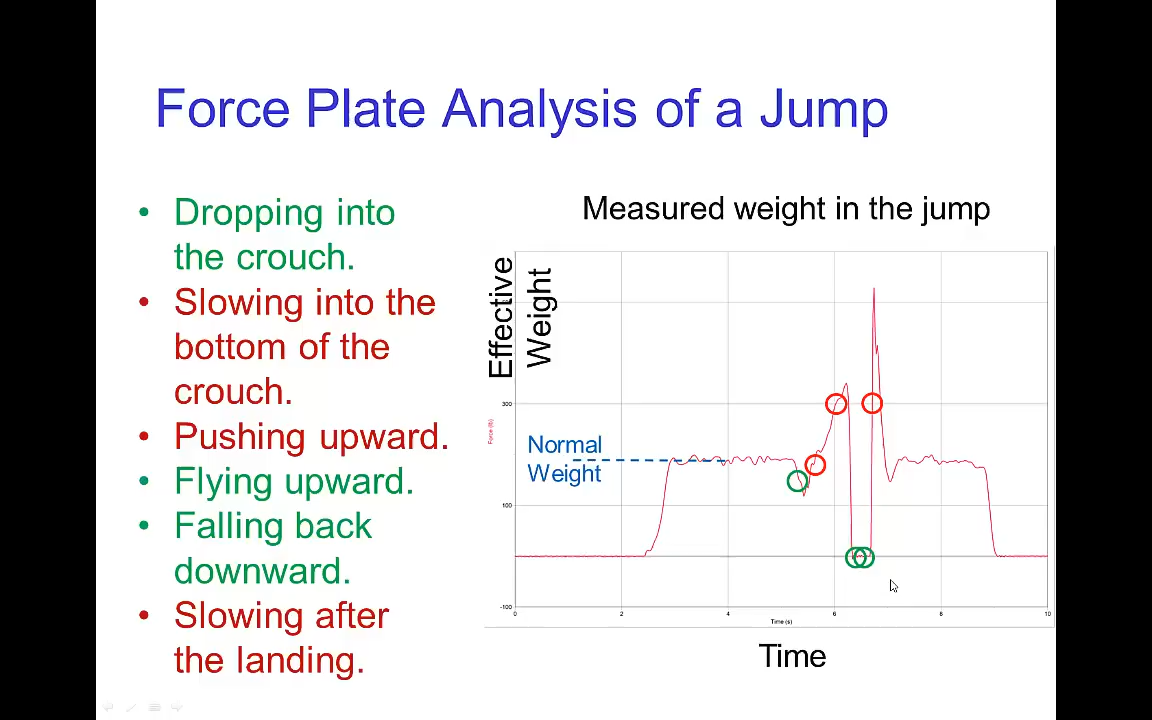 Force Plate Analysis of a Jump
• Dropping into
the crouch.
• Slowing into the
bottom of the
crouch.
• Pushing upward.
• Flying upward.
• Falling back
downward.
• Slowing after
the landing.
Measured weight in the jump
Effective
Weight
Force (lb)
300
100
-100
Normal
Weight
0 2 4 6 8 10
Time (s)
Time